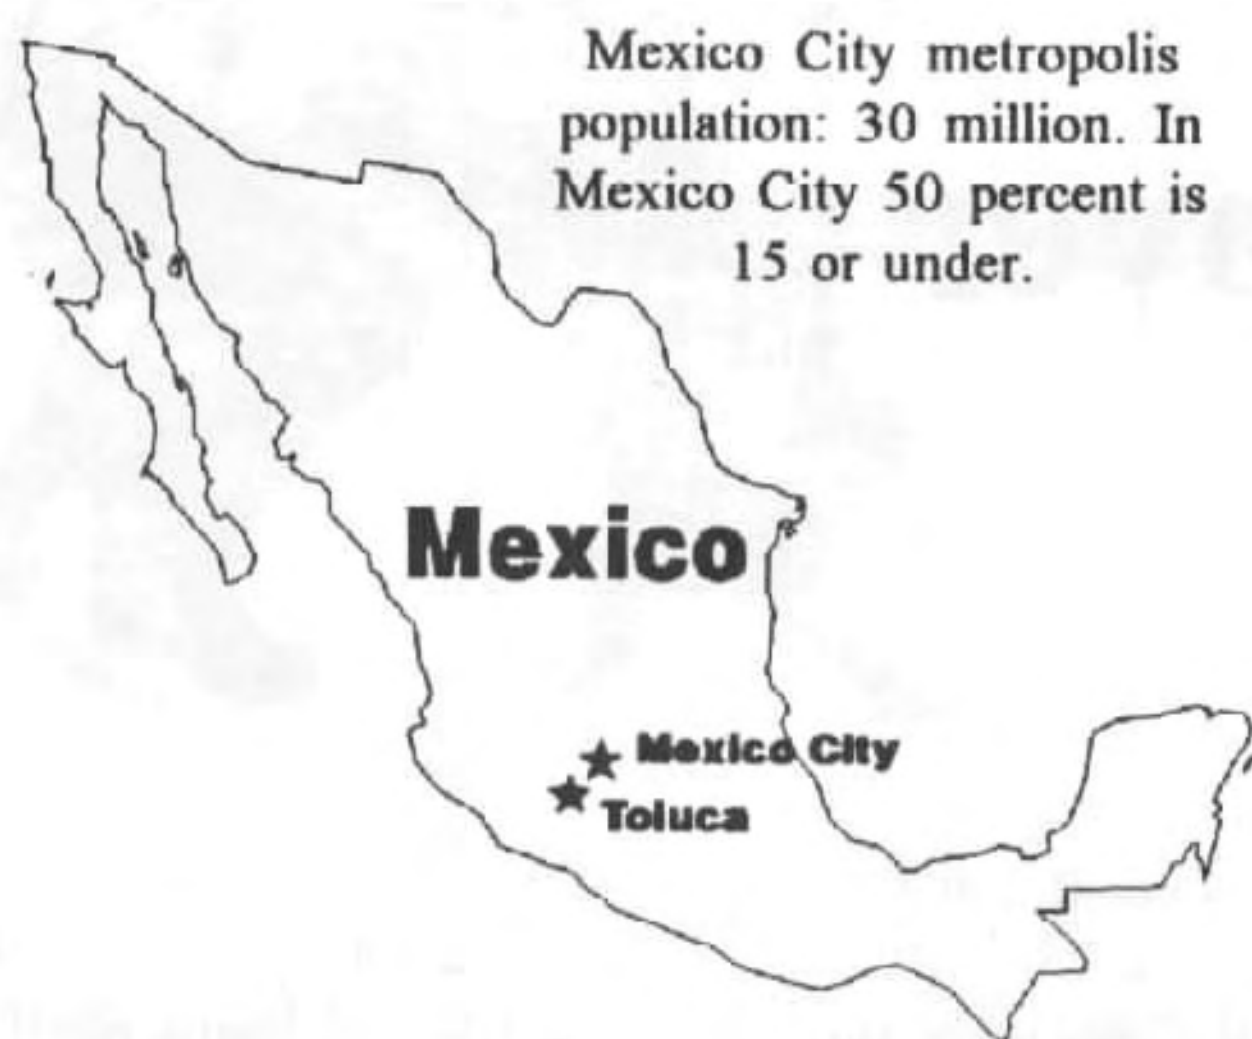 Mexico City metropolis
population: 30 million. In
Mexico City 50 percent is
15 or under.
Mexico
Mexico City
Toluca